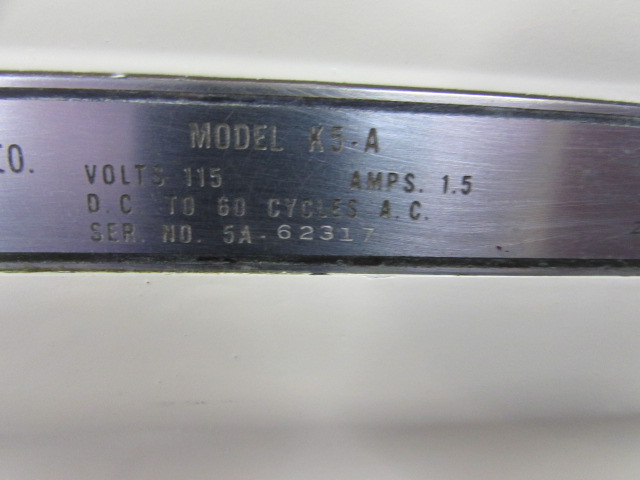 MODEL K5-A
CO.
VOLTS 115 AMPS. 1.5
D.C TO 60 CYCLES A.C.
SER. NO. 5A-62317